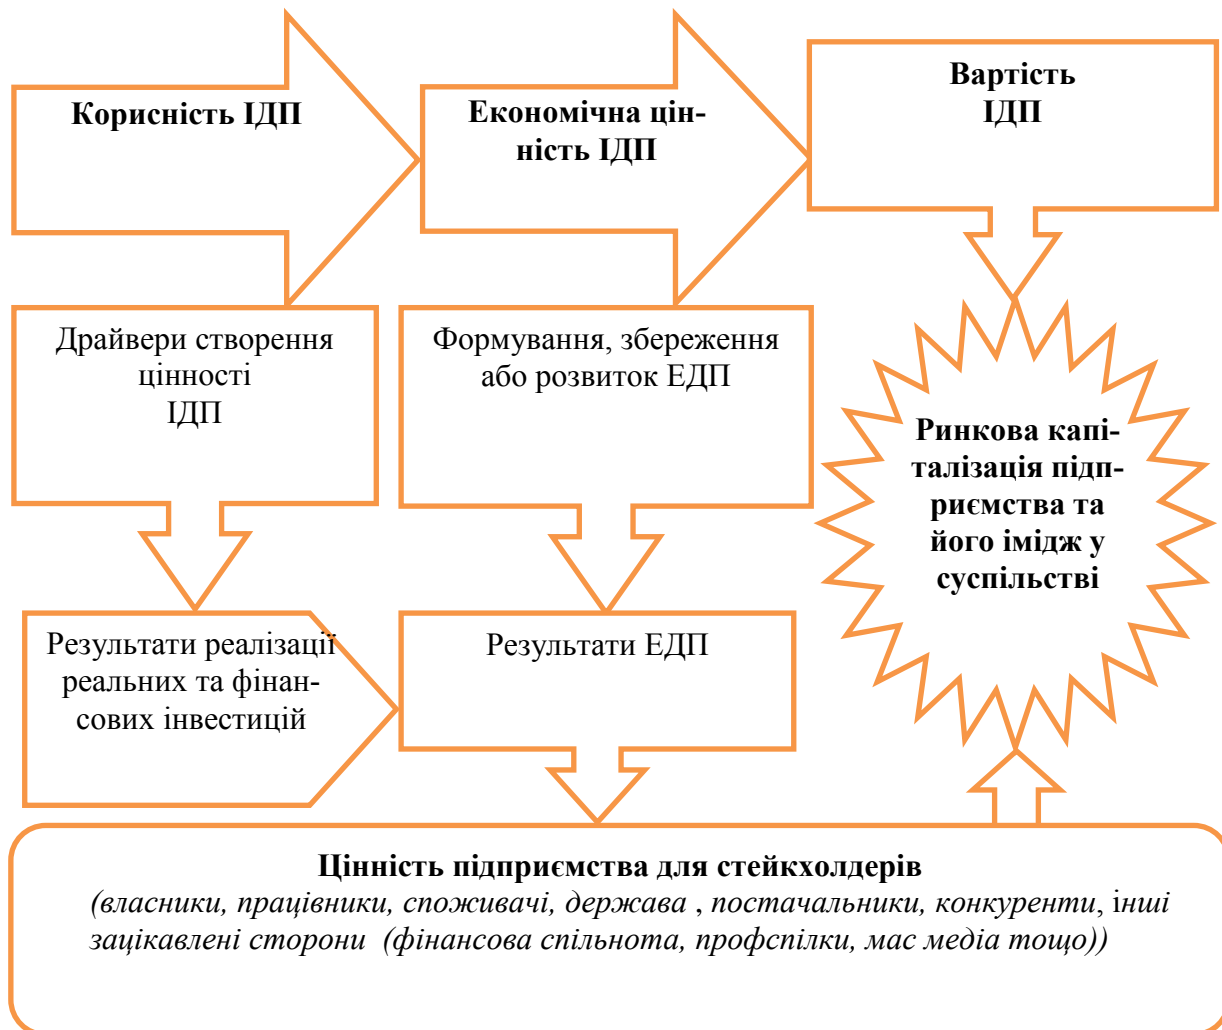 Корисність ІДП
Економічна цін-
ність ІДП
Вартість
ІДП
Драйвери створення
цінності
ІДП
Формування, збереження
або розвиток ЕДП
Ринкова капі-
талізація підп-
риємства та
його імідж у
суспільстві
Результати реалізації
реальних та фінан-
сових інвестицій
Результати ЕДП
Цінність підприємства для стейкхолдерів
(власники, працівники, споживачі, держава , постачальники, конкуренти, інші
зацікавлені сторони (фінансова спільнота, профспілки, мас медіа тощо))